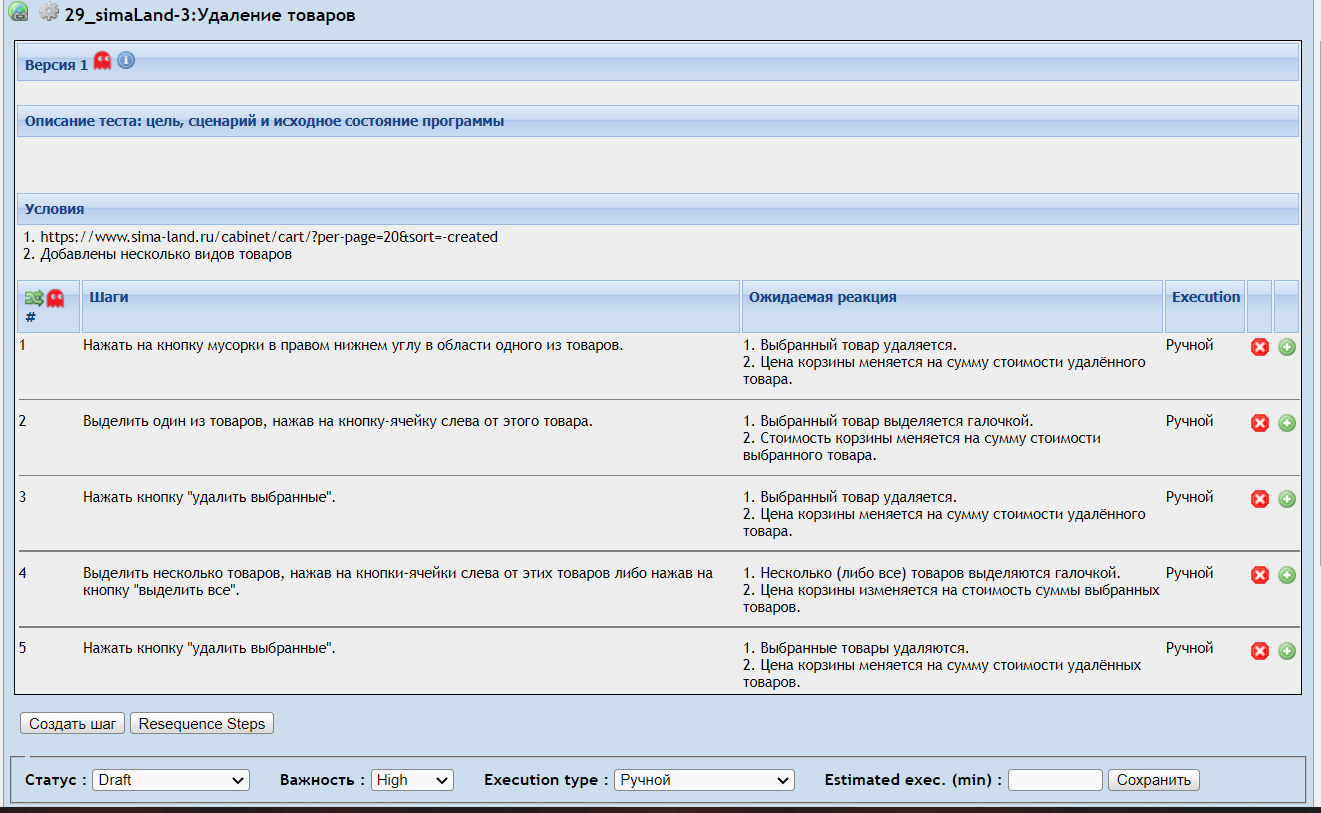 29_simaLand-3:Удаление товаров
Версия 1
Описание теста: цель, сценарий и исходное состояние программы
Условия
1. https://www.sima-land.ru/cabinet/cart/?per-page=20&sort=-created
2. Добавлены несколько видов товаров
# Шаги Ожидаемая реакция Execution
1 Нажать на кнопку мусорки в правом нижнем углу в области одного из товаров. 1. Выбранный товар удаляется. Ручной
2. Цена корзины меняется на сумму стоимости удалённого
товара.
2 Выделить один из товаров, нажав на кнопку-ячейку слева от этого товара. 1. Выбранный товар выделяется галочкой. Ручной
2. Стоимость корзины меняется на сумму стоимости
выбранного товара.
3 Нажать кнопку "удалить выбранные". 1. Выбранный товар удаляется. Ручной
2. Цена корзины меняется на сумму стоимости удалённого
товара.
4 Выделить несколько товаров, нажав на кнопки-ячейки слева от этих товаров либо нажав на 1. Несколько (либо все) товаров выделяются галочкой. Ручной
кнопку "выделить все". 2. Цена корзины изменяется на стоимость суммы выбранных
товаров.
5 Нажать кнопку "удалить выбранные". 1. Выбранные товары удаляются. Ручной
2. Цена корзины меняется на сумму стоимости удалённых
товаров.
Создать шаг Resequence Steps
Статус : Draft Важность : High Execution type : Ручной Estimated exec. (min) : Сохранить